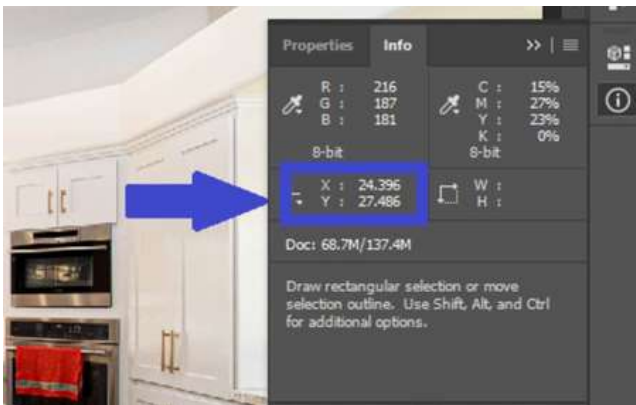 Properties Info
R : 216
G : 187
B : 181
8-bit
C : 15%
M : 27%
Y : 23%
K : 0%
8-bit
X : 24.396
Y : 27.486
W :
H :
Doc: 68.7M/137.4M
Draw rectangular selection or move
selection outline. Use Shift, Alt, and Ctrl
for additional options.